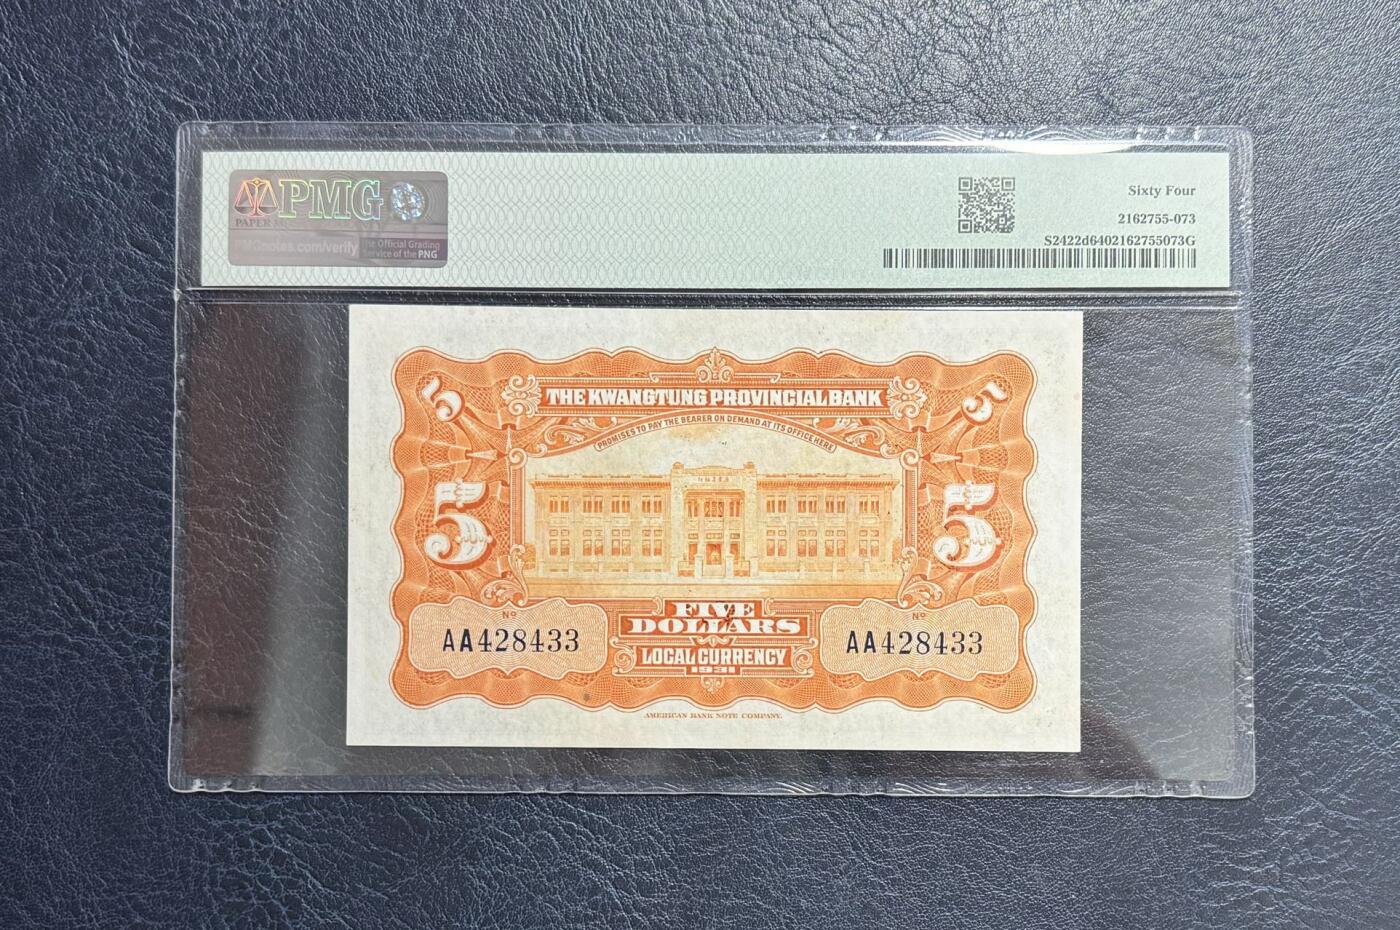 PMG
PAPER M
PMGnotes.com/verify
The Official Grading
Service of the PNG
Sixty Four
2162755-073
S2422d6402162755073G
5
5
THE KWANGTUNG PROVINCIAL BANK
PROMISES TO PAY THE BEARER ON DEMAND AT ITS OFFICE HERE
5
5
Nº
AA428433
FIVE
DOLLARS
LOCAL CURRENCY
1931
Nº
AA428433
AMERICAN BANK NOTE COMPANY.